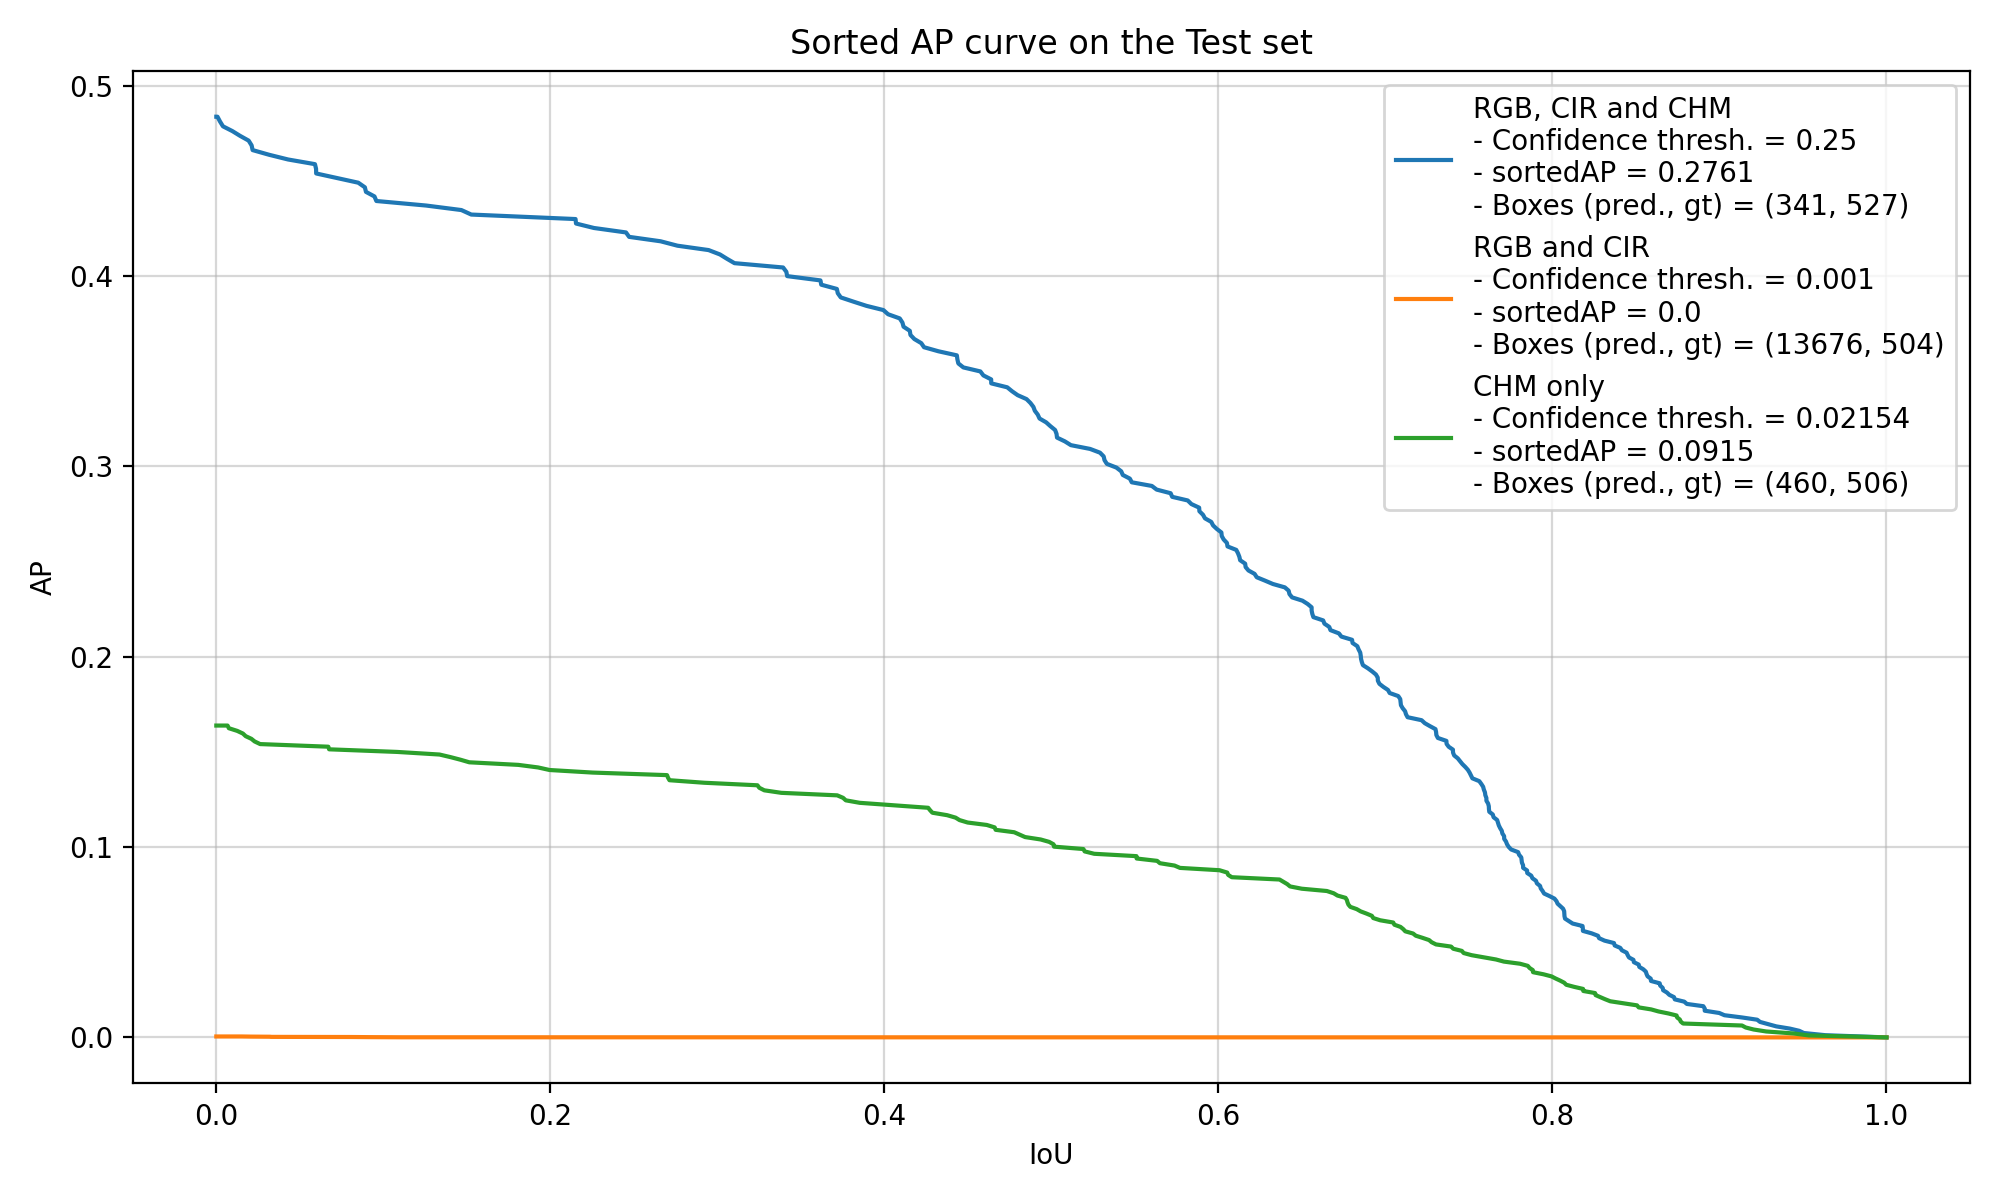 Sorted AP curve on the Test set
RGB, CIR and CHM
- Confidence thresh. = 0.25
- sortedAP = 0.2761
- Boxes (pred., gt) = (341, 527)
RGB and CIR
- Confidence thresh. = 0.001
- sortedAP = 0.0
- Boxes (pred., gt) = (13676, 504)
CHM only
- Confidence thresh. = 0.02154
- sortedAP = 0.0915
- Boxes (pred., gt) = (460, 506)
AP
0.5
0.4
0.3
0.2
0.1
0.0
0.0 0.2 0.4 0.6 0.8 1.0
IoU